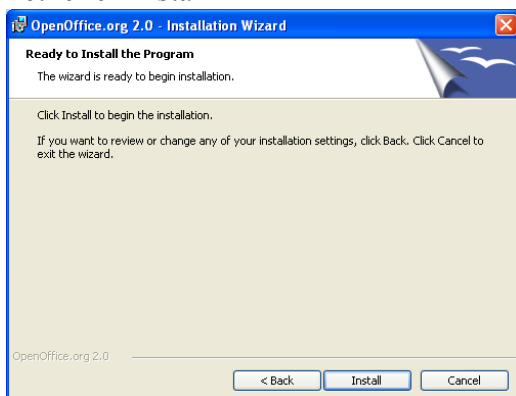 OpenOffice.org 2.0 - Installation Wizard
Ready to Install the Program
The wizard is ready to begin installation.
Click Install to begin the installation.
If you want to review or change any of your installation settings, click Back. Click Cancel to
exit the wizard.
OpenOffice.org 2.0
< Back Install Cancel